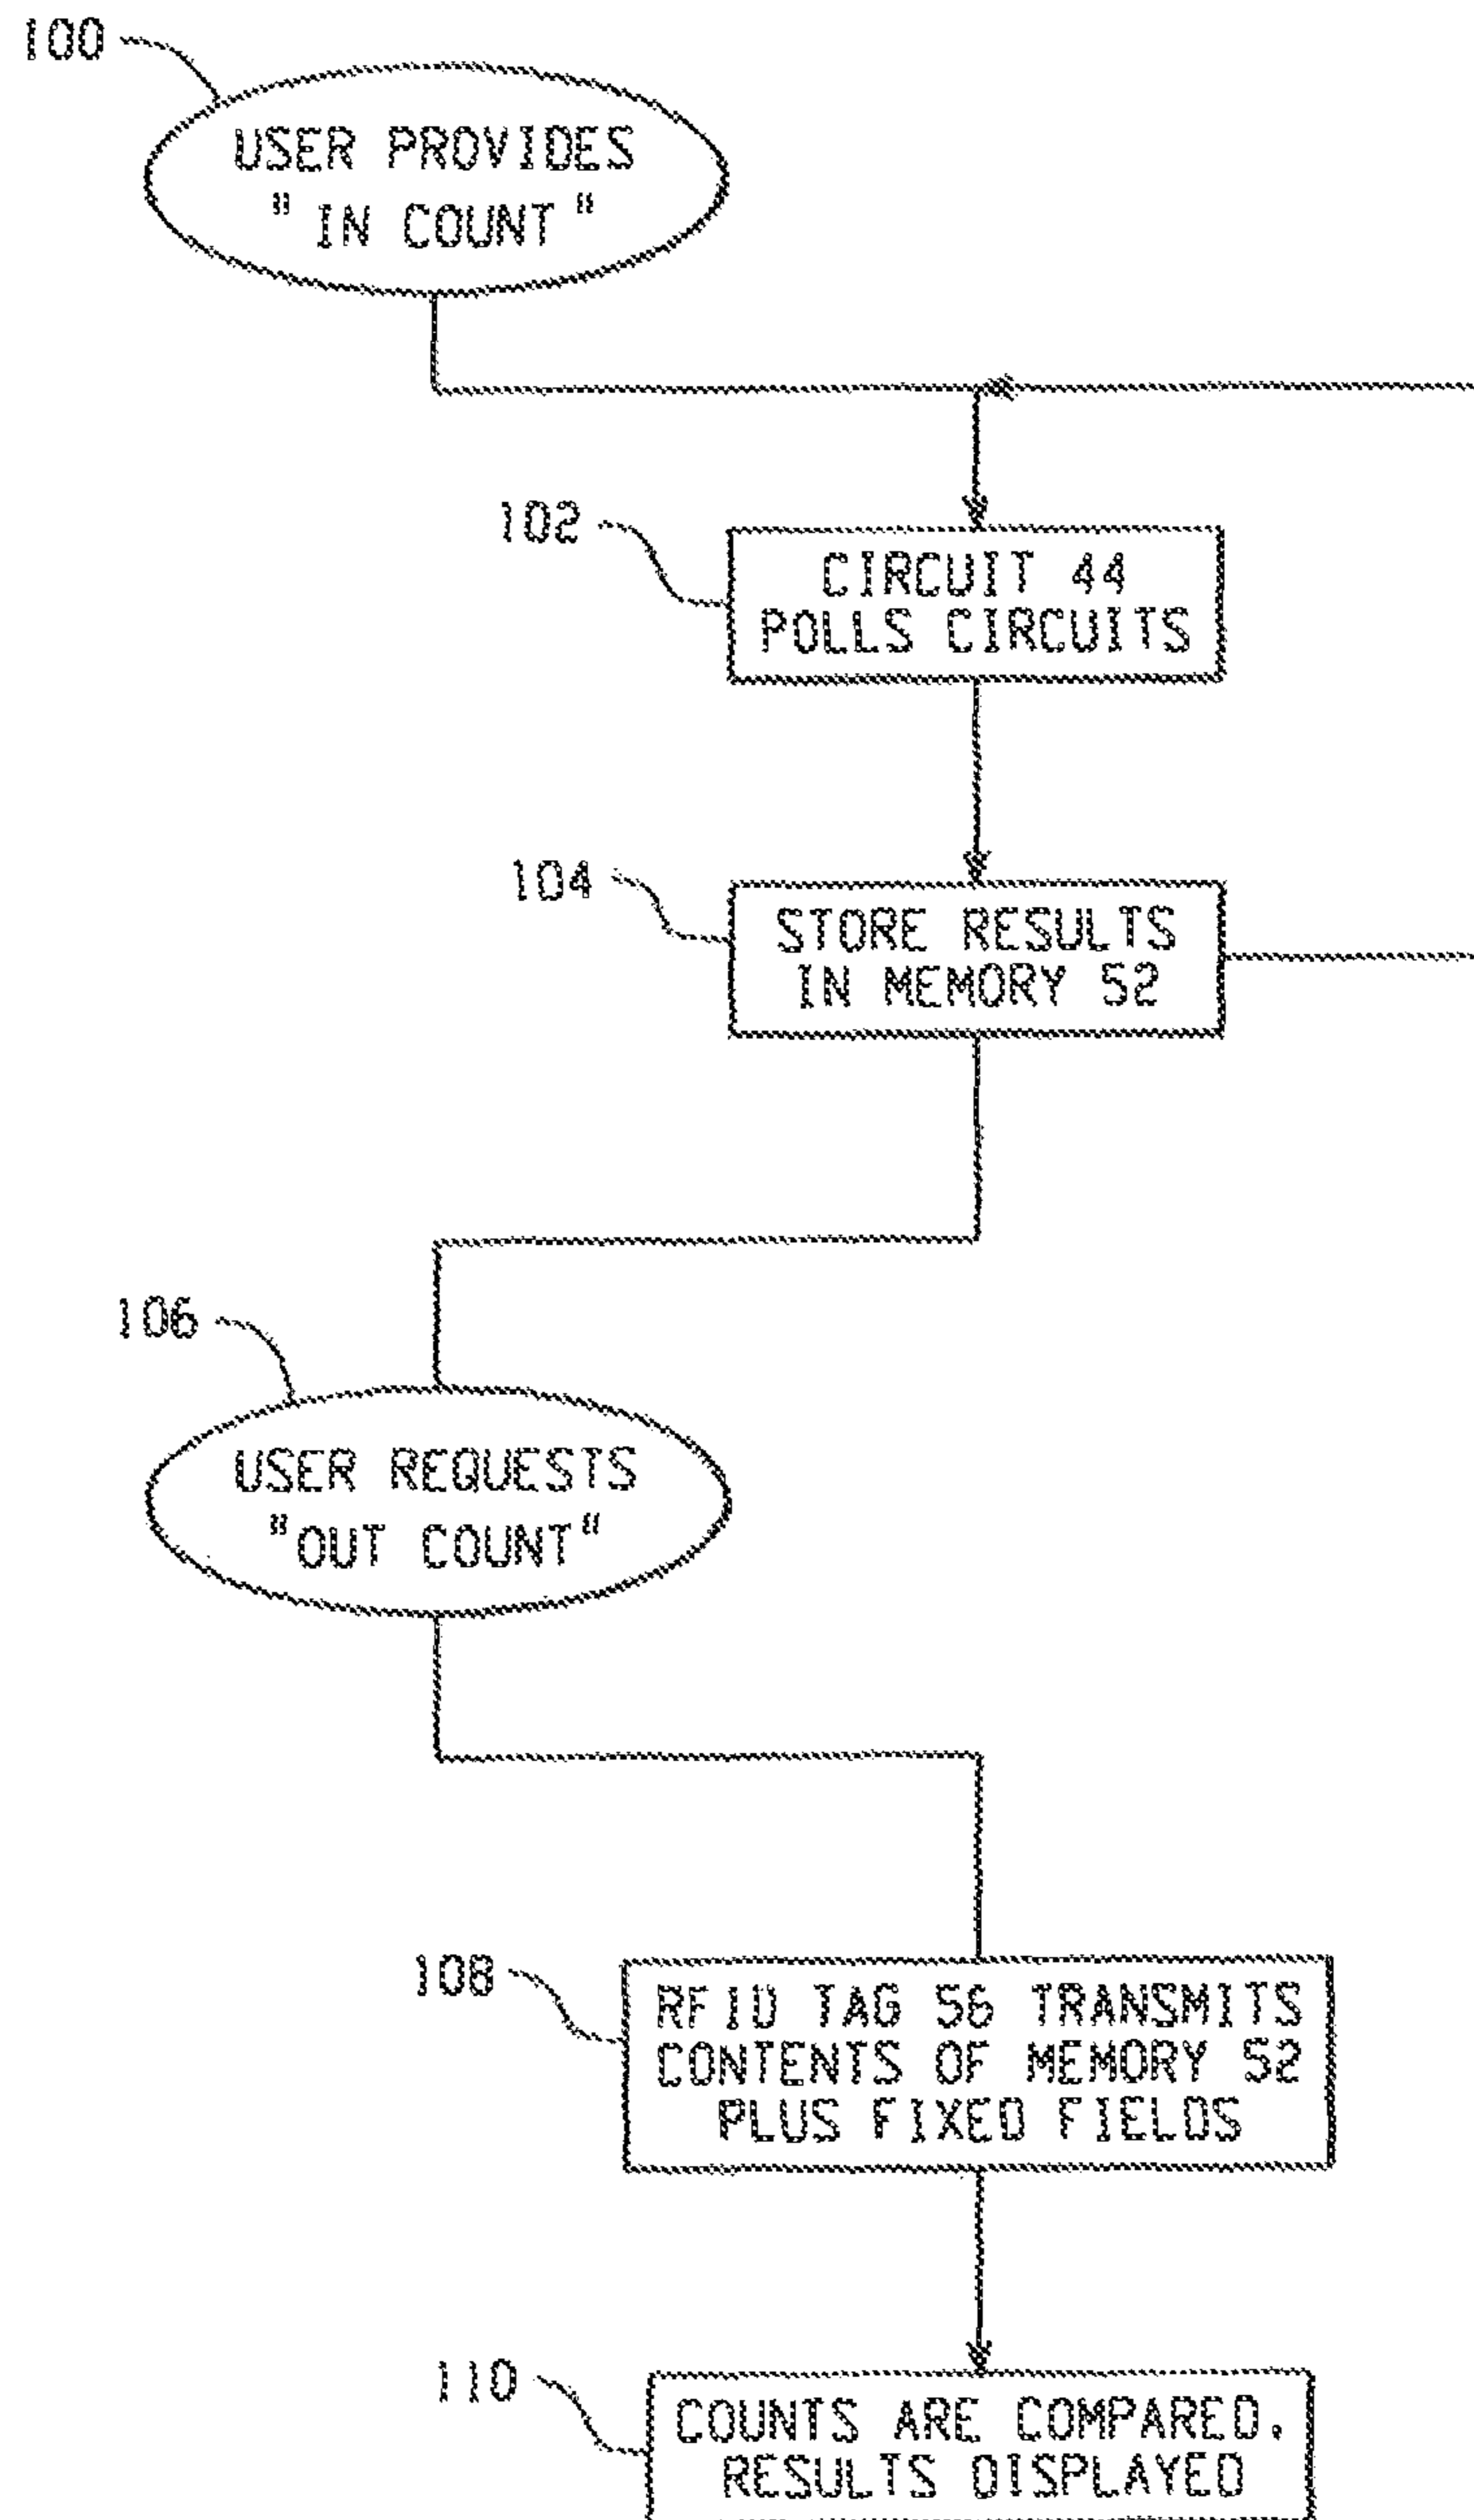 100
USER PROVIDES
" IN COUNT "
102
CIRCUIT 44
POLLS CIRCUITS
104
STORE RESULTS
IN MEMORY 52
106
USER REQUESTS
"OUT COUNT"
108
RFID TAG 56 TRANSMITS
CONTENTS OF MEMORY 52
PLUS FIXED FIELDS
110
COUNTS ARE COMPARED.
RESULTS DISPLAYED